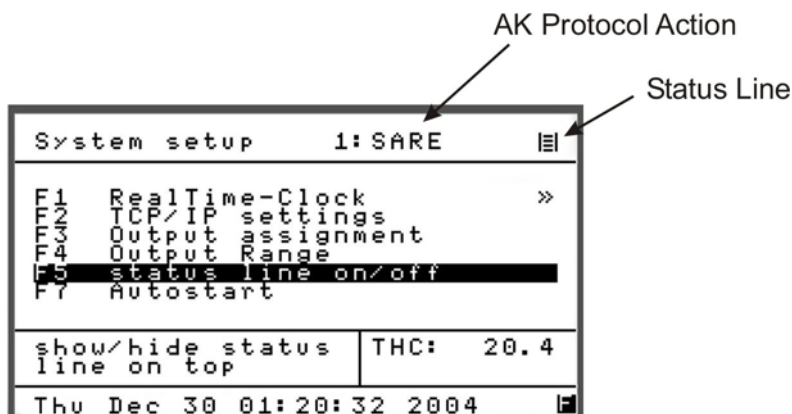 AK Protocol Action
Status Line
System setup 1: SARE
F1 RealTime-Clock »
F2 TCP/IP settings
F3 Output assignment
F4 Output Range
F5 status line on/off
F7 Autostart
show/hide status
line on top
THC: 20.4
Thu Dec 30 01:20:32 2004 F